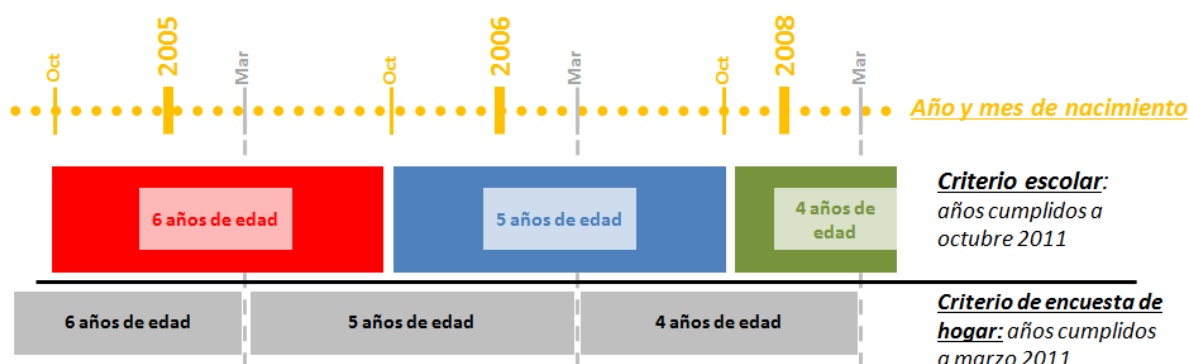 Oct
2005
Mar
Oct
2006
Mar
Oct
2008
Mar
Año y mes de nacimiento
6 años de edad
5 años de edad
4 años de
edad
Criterio escolar:
años cumplidos a
octubre 2011
6 años de edad
5 años de edad
4 años de edad
Criterio de encuesta de
hogar: años cumplidos
a marzo 2011